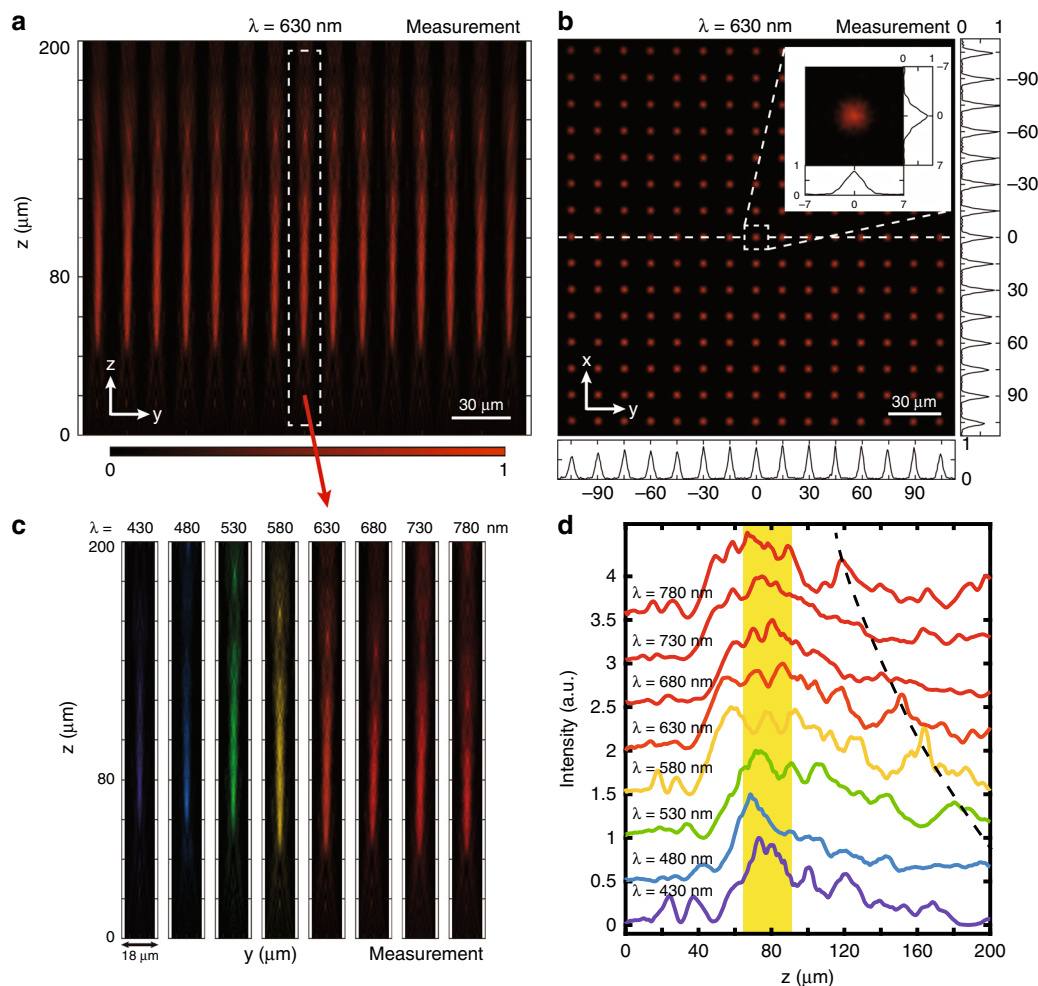 a
λ = 630 nm
Measurement
200
80
0
z (μm)
z
y
30 μm
0
1
b
λ = 630 nm
Measurement
0 1
−90
−60
−30
0
30
60
90
0 1
−7
0
7
1
0
−7 0 7
x
y
30 μm
1
0
−90 −60 −30 0 30 60 90
c
λ = 430 480 530 580 630 680 730 780 nm
200
80
0
z (μm)
18 μm
y (μm)
Measurement
d
4
3.5
3
2.5
2
1.5
1
0.5
0
Intensity (a.u.)
λ = 780 nm
λ = 730 nm
λ = 680 nm
λ = 630 nm
λ = 580 nm
λ = 530 nm
λ = 480 nm
λ = 430 nm
0 40 80 120 160 200
z (μm)